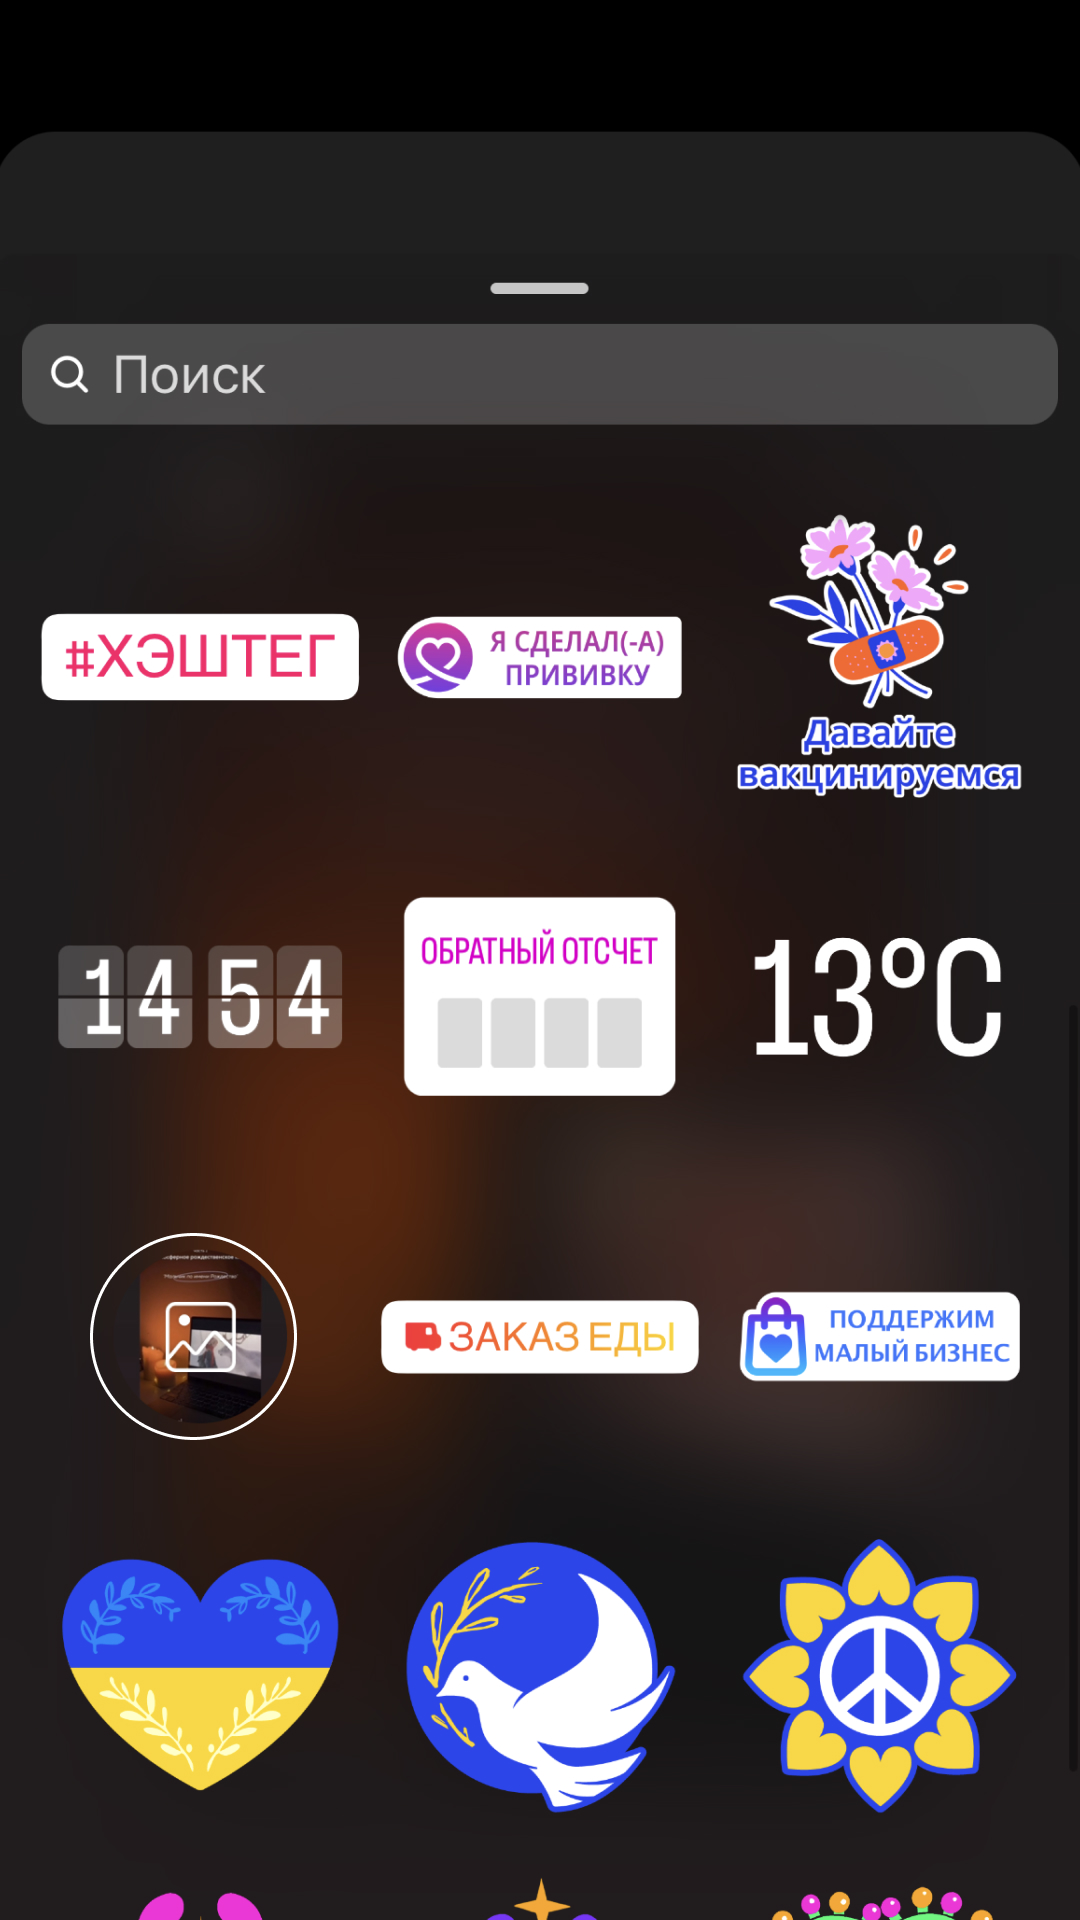 Поиск
#ХЭШТЕГ
Я СДЕЛАЛ(-А)
ПРИВИВКУ
Давайте
вакцинируемся
14 54
ОБРАТНЫЙ ОТСЧЕТ
13°C
ЗАКАЗ ЕДЫ
ПОДДЕРЖИМ
МАЛЫЙ БИЗНЕС